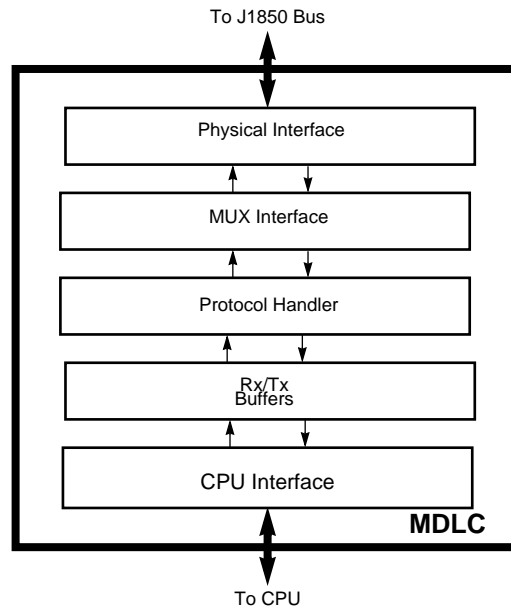 To J1850 Bus
Physical Interface
MUX Interface
Protocol Handler
Rx/Tx
Buffers
CPU Interface
MDLC
To CPU